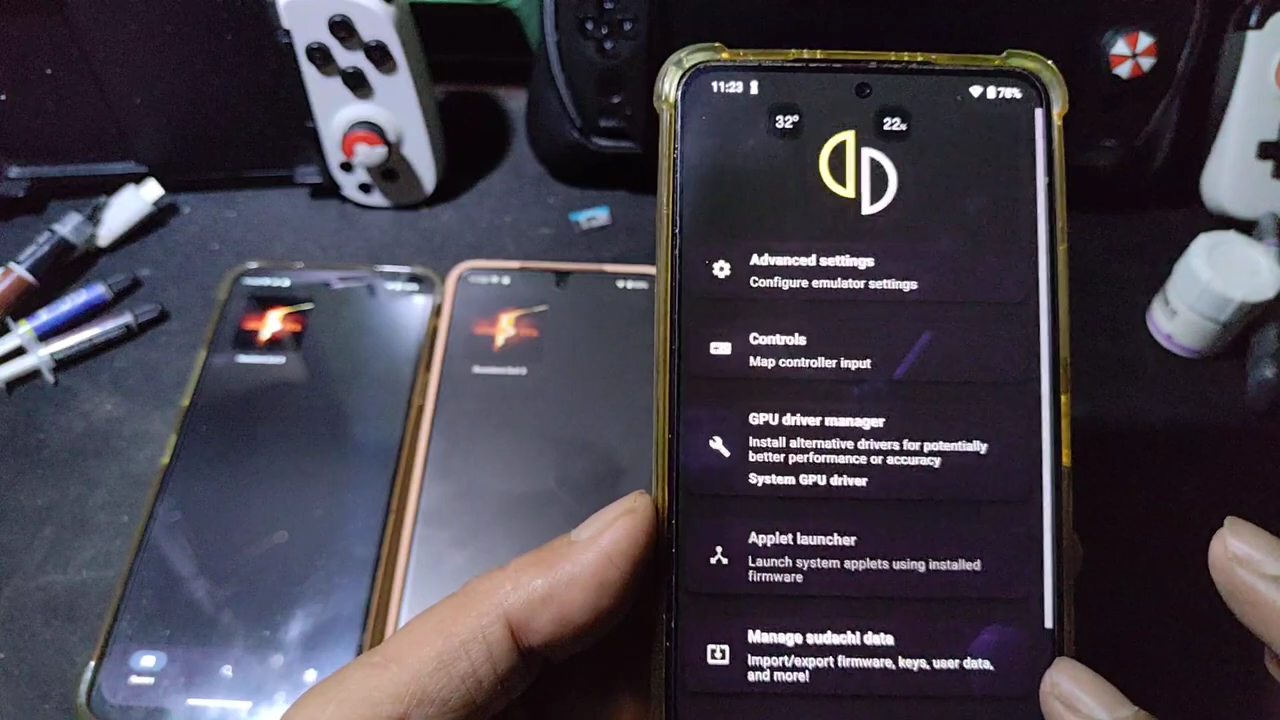 11:23
76%
32°
22%
Advanced settings
Configure emulator settings
Controls
Map controller input
GPU driver manager
Install alternative drivers for potentially
better performance or accuracy
System GPU driver
Applet launcher
Launch system applets using installed
firmware
Manage sudachi data
Import/export firmware, keys, user data,
and more!